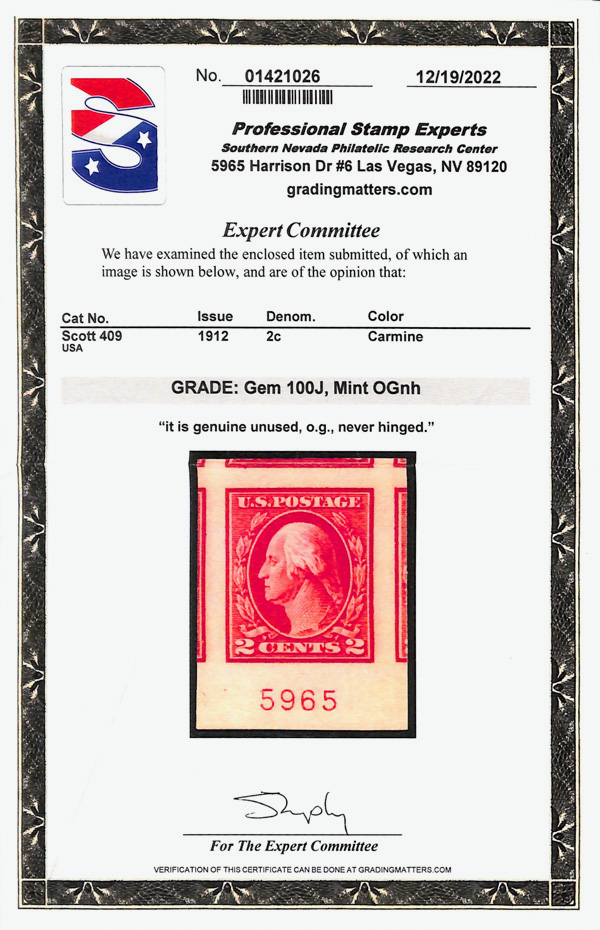 No. 01421026 12/19/2022
Professional Stamp Experts
Southern Nevada Philatelic Research Center
5965 Harrison Dr #6 Las Vegas, NV 89120
gradingmatters.com
Expert Committee
We have examined the enclosed item submitted, of which an
image is shown below, and are of the opinion that:
Cat No. Issue Denom. Color
Scott 409 1912 2c Carmine
USA
GRADE: Gem 100J, Mint OGnh
“it is genuine unused, o.g., never hinged.”
U.S. POSTAGE
2 CENTS 2
5965
For The Expert Committee
VERIFICATION OF THIS CERTIFICATE CAN BE DONE AT GRADINGMATTERS.COM